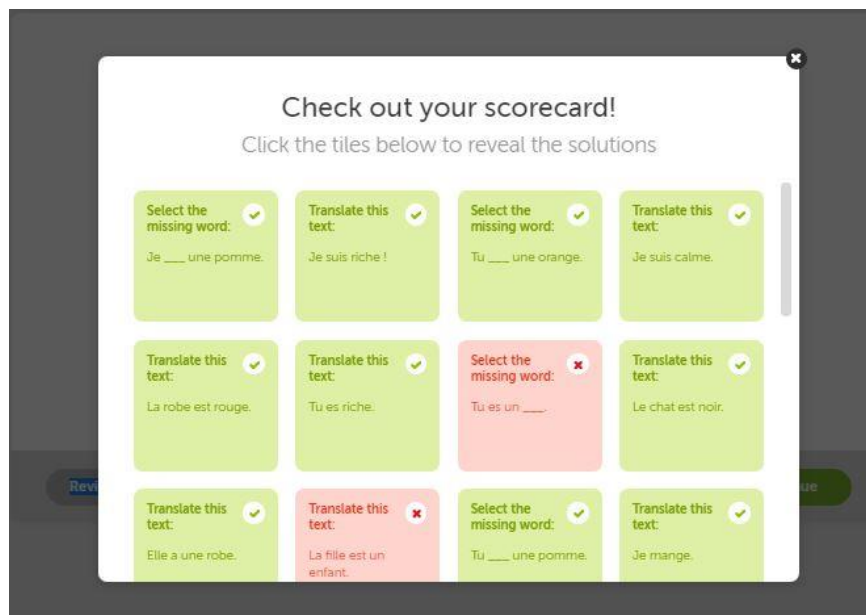 Check out your scorecard!
Click the tiles below to reveal the solutions
Select the
missing word:
Je ___ une pomme.
Translate this
text:
Je suis riche !
Select the
missing word:
Tu ___ une orange.
Translate this
text:
Je suis calme.
Translate this
text:
La robe est rouge.
Translate this
text:
Tu es riche.
Select the
missing word:
Tu es un ___.
Translate this
text:
Le chat est noir.
Translate this
text:
Elle a une robe.
Translate this
text:
La fille est un
enfant.
Select the
missing word:
Tu ___ une pomme.
Translate this
text:
Je mange.
Revi
ue